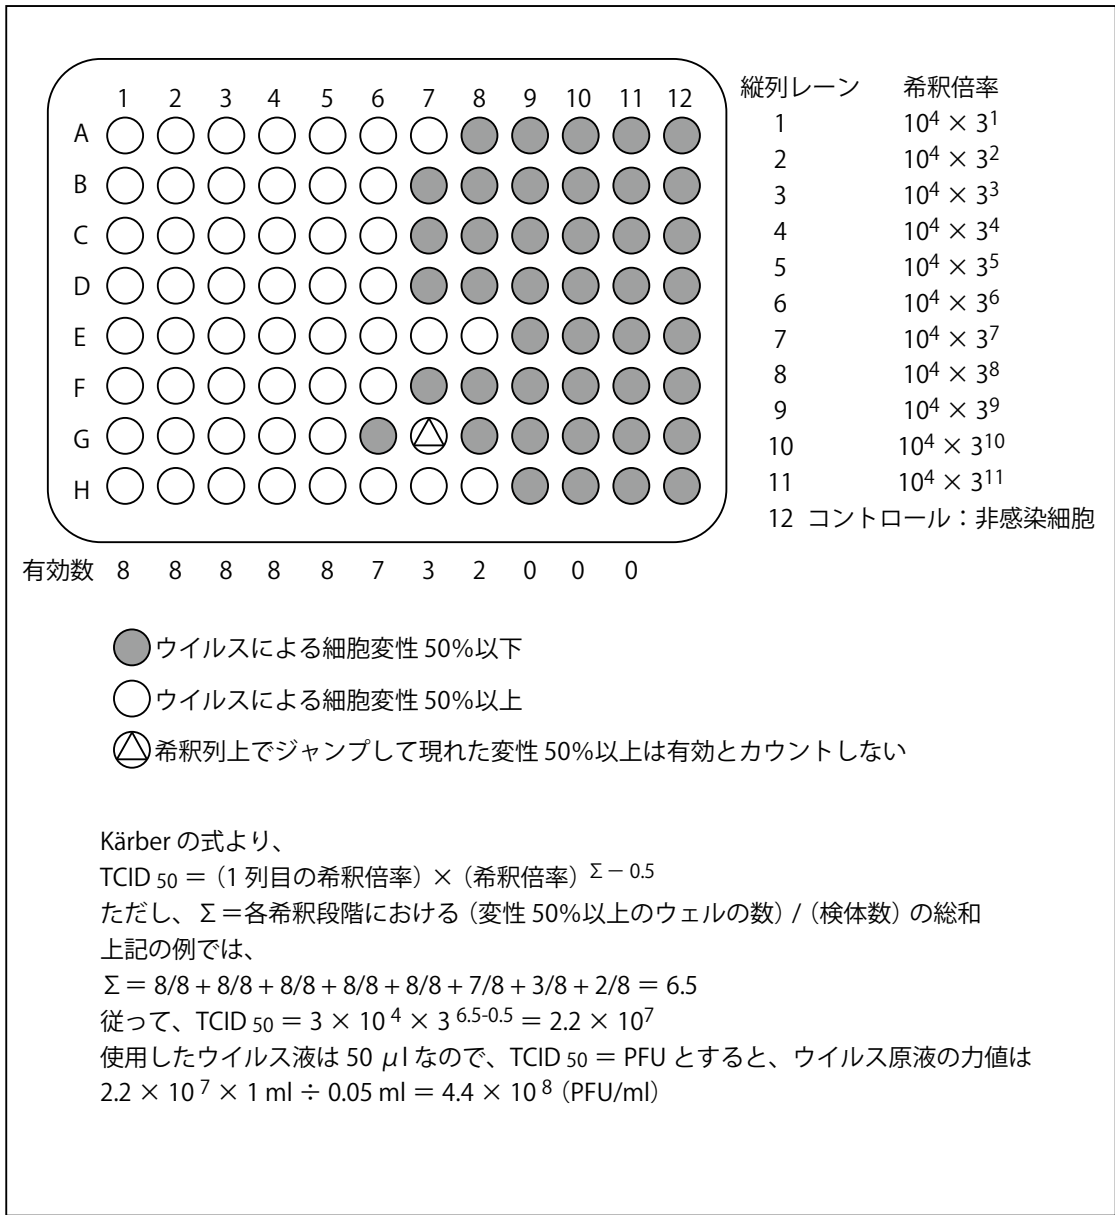 1 2 3 4 5 6 7 8 9 10 11 12
A
B
C
D
E
F
G
H
有効数 8 8 8 8 8 7 3 2 0 0 0
縦列レーン 希釈倍率
1 10⁴ × 3¹
2 10⁴ × 3²
3 10⁴ × 3³
4 10⁴ × 3⁴
5 10⁴ × 3⁵
6 10⁴ × 3⁶
7 10⁴ × 3⁷
8 10⁴ × 3⁸
9 10⁴ × 3⁹
10 10⁴ × 3¹⁰
11 10⁴ × 3¹¹
12 コントロール：非感染細胞
ウイルスによる細胞変性 50%以下
ウイルスによる細胞変性 50%以上
希釈列上でジャンプして現れた変性 50%以上は有効とカウントしない
Kärber の式より、
TCID 50 ＝（1 列目の希釈倍率）×（希釈倍率）Σ − 0.5
ただし、Σ＝各希釈段階における（変性 50%以上のウェルの数）/（検体数）の総和
上記の例では、
Σ＝ 8/8 + 8/8 + 8/8 + 8/8 + 8/8 + 7/8 + 3/8 + 2/8 ＝ 6.5
従って、TCID 50 ＝ 3 × 10 ⁴ × 3 6.5-0.5 ＝ 2.2 × 10⁷
使用したウイルス液は 50 μl なので、TCID 50 ＝ PFU とすると、ウイルス原液の力値は
2.2 × 10 ⁷ × 1 ml ÷ 0.05 ml ＝ 4.4 × 10 ⁸（PFU/ml）